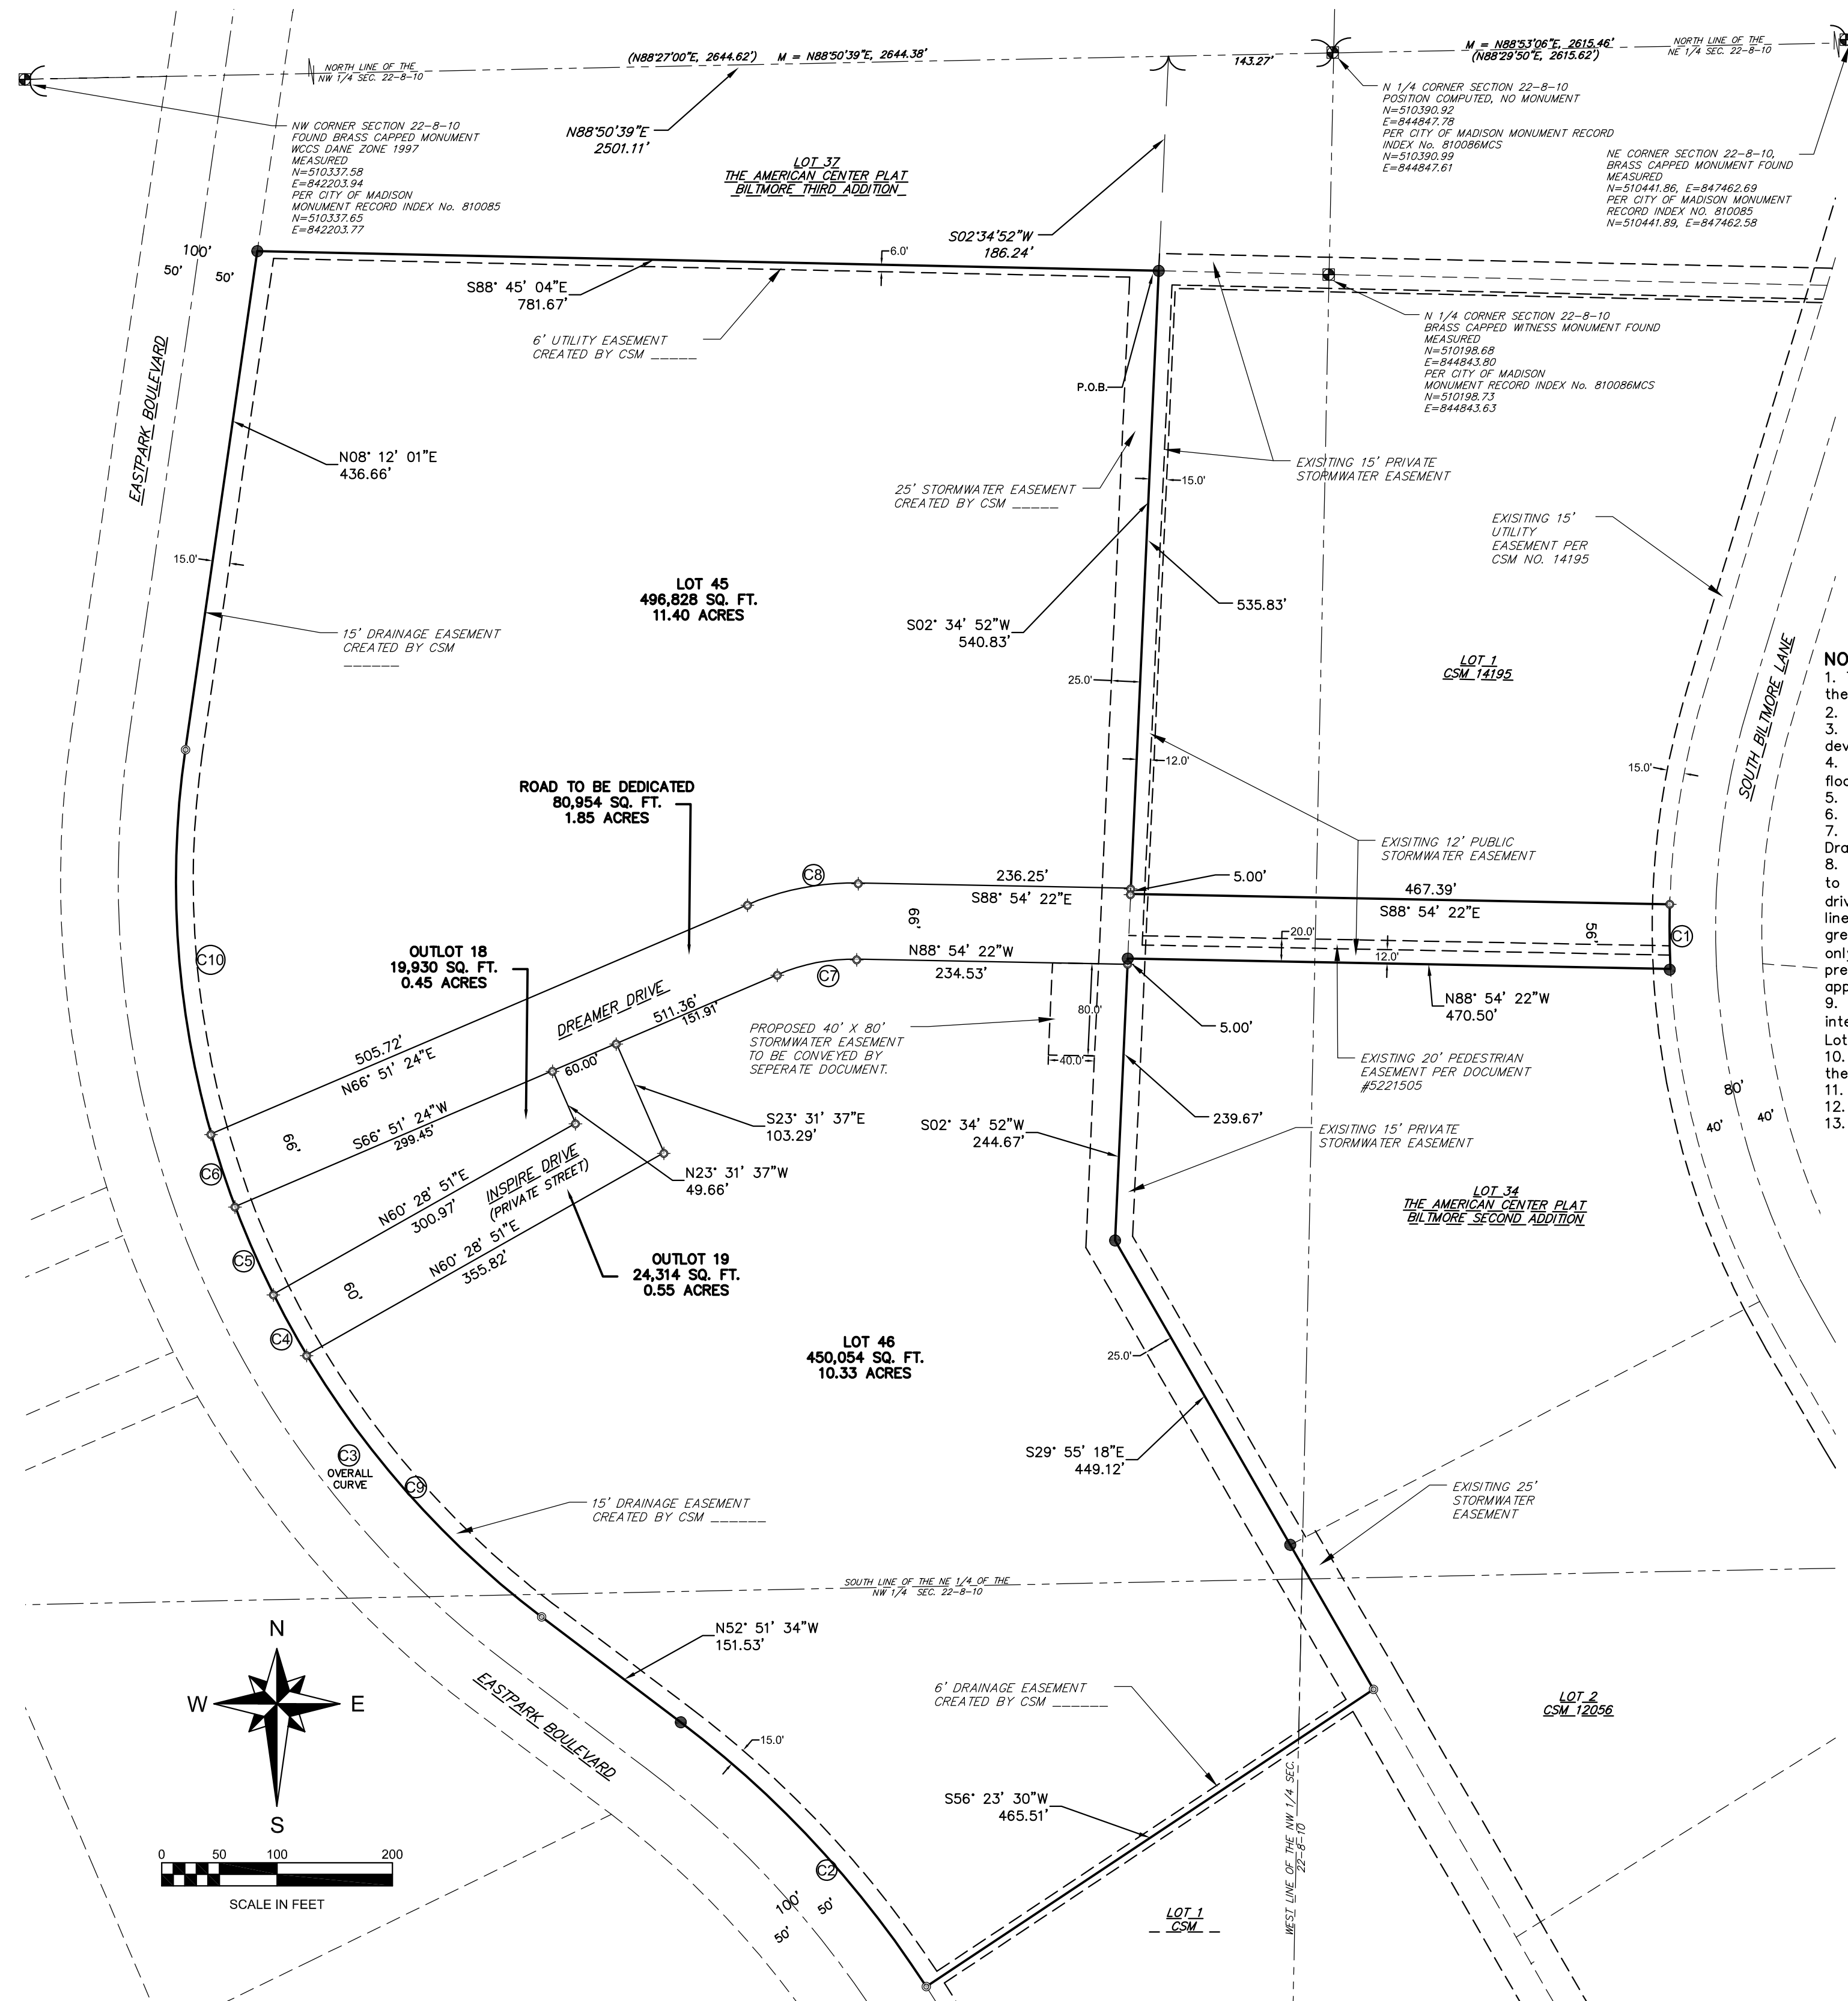 (N88°27'00"E, 2644.62') M = N88°50'39"E, 2644.38'
NORTH LINE OF THE
NW 1/4 SEC. 22-8-10
143.27'
M = N88°53'06"E, 2615.46'
(N88°29'50"E, 2615.62')
NORTH LINE OF THE
NE 1/4 SEC. 22-8-10
NW CORNER SECTION 22-8-10
FOUND BRASS CAPPED MONUMENT
WCCS DANE ZONE 1997
MEASURED
N=510337.58
E=842203.94
PER CITY OF MADISON
MONUMENT RECORD INDEX No. 810085
N=510337.65
E=842203.77
N88°50'39"E
2501.11'
LOT 37
THE AMERICAN CENTER PLAT
BILTMORE THIRD ADDITION
N 1/4 CORNER SECTION 22-8-10
POSITION COMPUTED, NO MONUMENT
N=510390.92
E=844847.78
PER CITY OF MADISON MONUMENT RECORD
INDEX No. 810086MCS
N=510390.99
E=844847.61
NE CORNER SECTION 22-8-10,
BRASS CAPPED MONUMENT FOUND
MEASURED
N=510441.86, E=847462.69
PER CITY OF MADISON MONUMENT
RECORD INDEX NO. 810085
N=510441.89, E=847462.58
S02°34'52"W
186.24'
100'
50'
50'
6.0'
S88° 45' 04"E
781.67'
6' UTILITY EASEMENT
CREATED BY CSM _____
N 1/4 CORNER SECTION 22-8-10
BRASS CAPPED WITNESS MONUMENT FOUND
MEASURED
N=510198.68
E=844843.80
PER CITY OF MADISON
MONUMENT RECORD INDEX No. 810086MCS
N=510198.73
E=844843.63
P.O.B.
EASTPARK BOULEVARD
N08° 12' 01"E
436.66'
25' STORMWATER EASEMENT
CREATED BY CSM _____
EXISITING 15' PRIVATE
STORMWATER EASEMENT
15.0'
EXISITING 15'
UTILITY
EASEMENT PER
CSM NO. 14195
15.0'
LOT 45
496,828 SQ. FT.
11.40 ACRES
535.83'
S02° 34' 52"W
540.83'
15' DRAINAGE EASEMENT
CREATED BY CSM
______
25.0'
LOT 1
CSM 14195
SOUTH BILTMORE LANE
NO
1.
the
2.
3.
dev
4.
floo
5.
6.
7.
Dra
8.
to
driv
line
gre
only
pre
app
9.
inte
Lot
10.
the
11.
12.
13.
12.0'
15.0'
ROAD TO BE DEDICATED
80,954 SQ. FT.
1.85 ACRES
EXISITING 12' PUBLIC
STORMWATER EASEMENT
C8
236.25'
S88° 54' 22"E
5.00'
467.39'
S88° 54' 22"E
66'
56'
C1
20.0'
12.0'
C10
OUTLOT 18
19,930 SQ. FT.
0.45 ACRES
C7
N88° 54' 22"W
234.53'
N88° 54' 22"W
470.50'
DREAMER DRIVE
511.36'
151.91'
80.0'
40.0'
5.00'
PROPOSED 40' X 80'
STORMWATER EASEMENT
TO BE CONVEYED BY
SEPERATE DOCUMENT.
505.72'
N66° 51' 24"E
60.00'
EXISTING 20' PEDESTRIAN
EASEMENT PER DOCUMENT
#5221505
80'
40'
40'
S66° 51' 24"W
299.45'
66'
S23° 31' 37"E
103.29'
S02° 34' 52"W
244.67'
239.67'
EXISITING 15' PRIVATE
STORMWATER EASEMENT
C6
N60° 28' 51"E
300.97'
INSPIRE DRIVE
(PRIVATE STREET)
N23° 31' 37"W
49.66'
LOT 34
THE AMERICAN CENTER PLAT
BILTMORE SECOND ADDITION
C5
N60° 28' 51"E
355.82'
60'
OUTLOT 19
24,314 SQ. FT.
0.55 ACRES
C4
LOT 46
450,054 SQ. FT.
10.33 ACRES
25.0'
C3
OVERALL
CURVE
C9
S29° 55' 18"E
449.12'
15' DRAINAGE EASEMENT
CREATED BY CSM ______
EXISITING 25'
STORMWATER
EASEMENT
SOUTH LINE OF THE NE 1/4 OF THE
NW 1/4 SEC. 22-8-10
N
W
E
S
N52° 51' 34"W
151.53'
EASTPARK BOULEVARD
15.0'
6' DRAINAGE EASEMENT
CREATED BY CSM ______
LOT 2
CSM 12056
S56° 23' 30"W
465.51'
WEST LINE OF THE NW 1/4 SEC.
22-8-10
0 50 100 200
SCALE IN FEET
C2
100'
50'
50'
LOT 1
_ CSM _